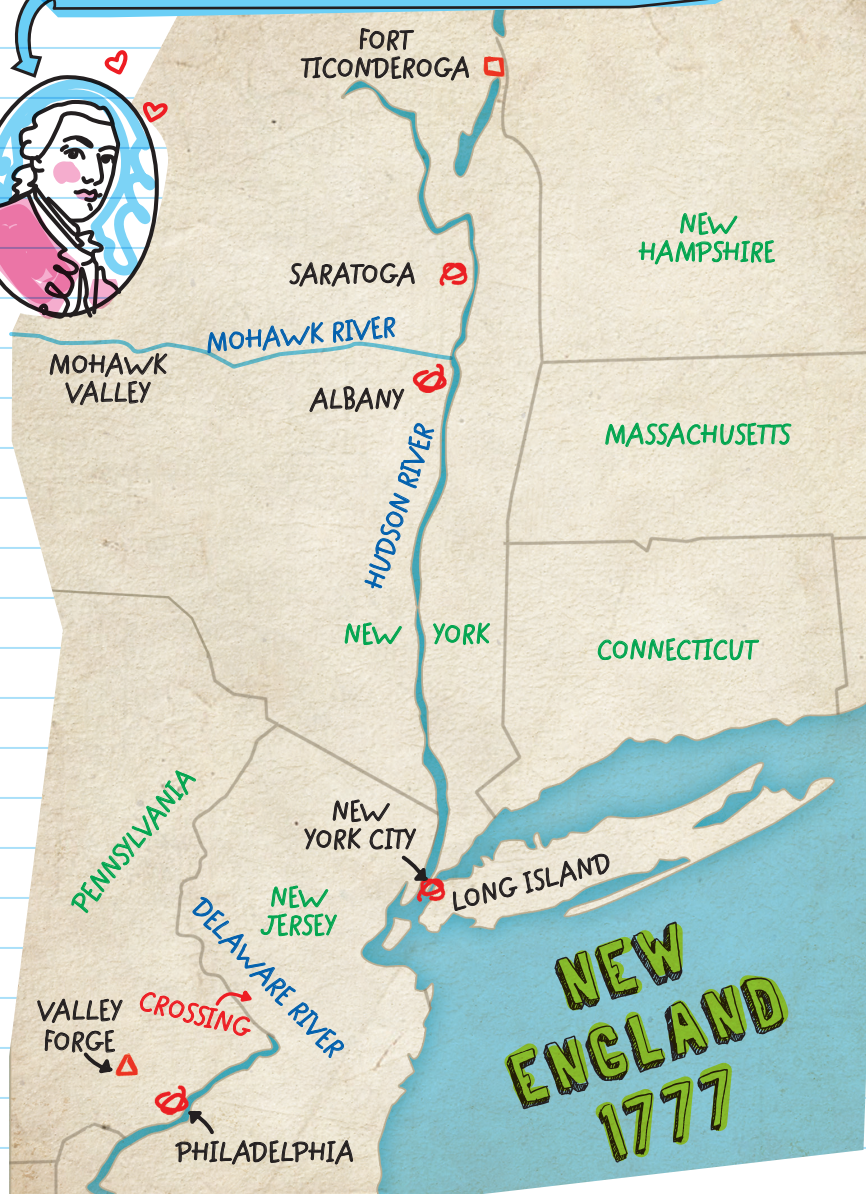 FORT
TICONDEROGA
NEW
HAMPSHIRE
SARATOGA
MOHAWK RIVER
MOHAWK
VALLEY
ALBANY
MASSACHUSETTS
HUDSON RIVER
NEW YORK
CONNECTICUT
PENNSYLVANIA
NEW
YORK CITY
LONG ISLAND
NEW
JERSEY
DELAWARE RIVER
CROSSING
VALLEY
FORGE
PHILADELPHIA
NEW
ENGLAND
1777